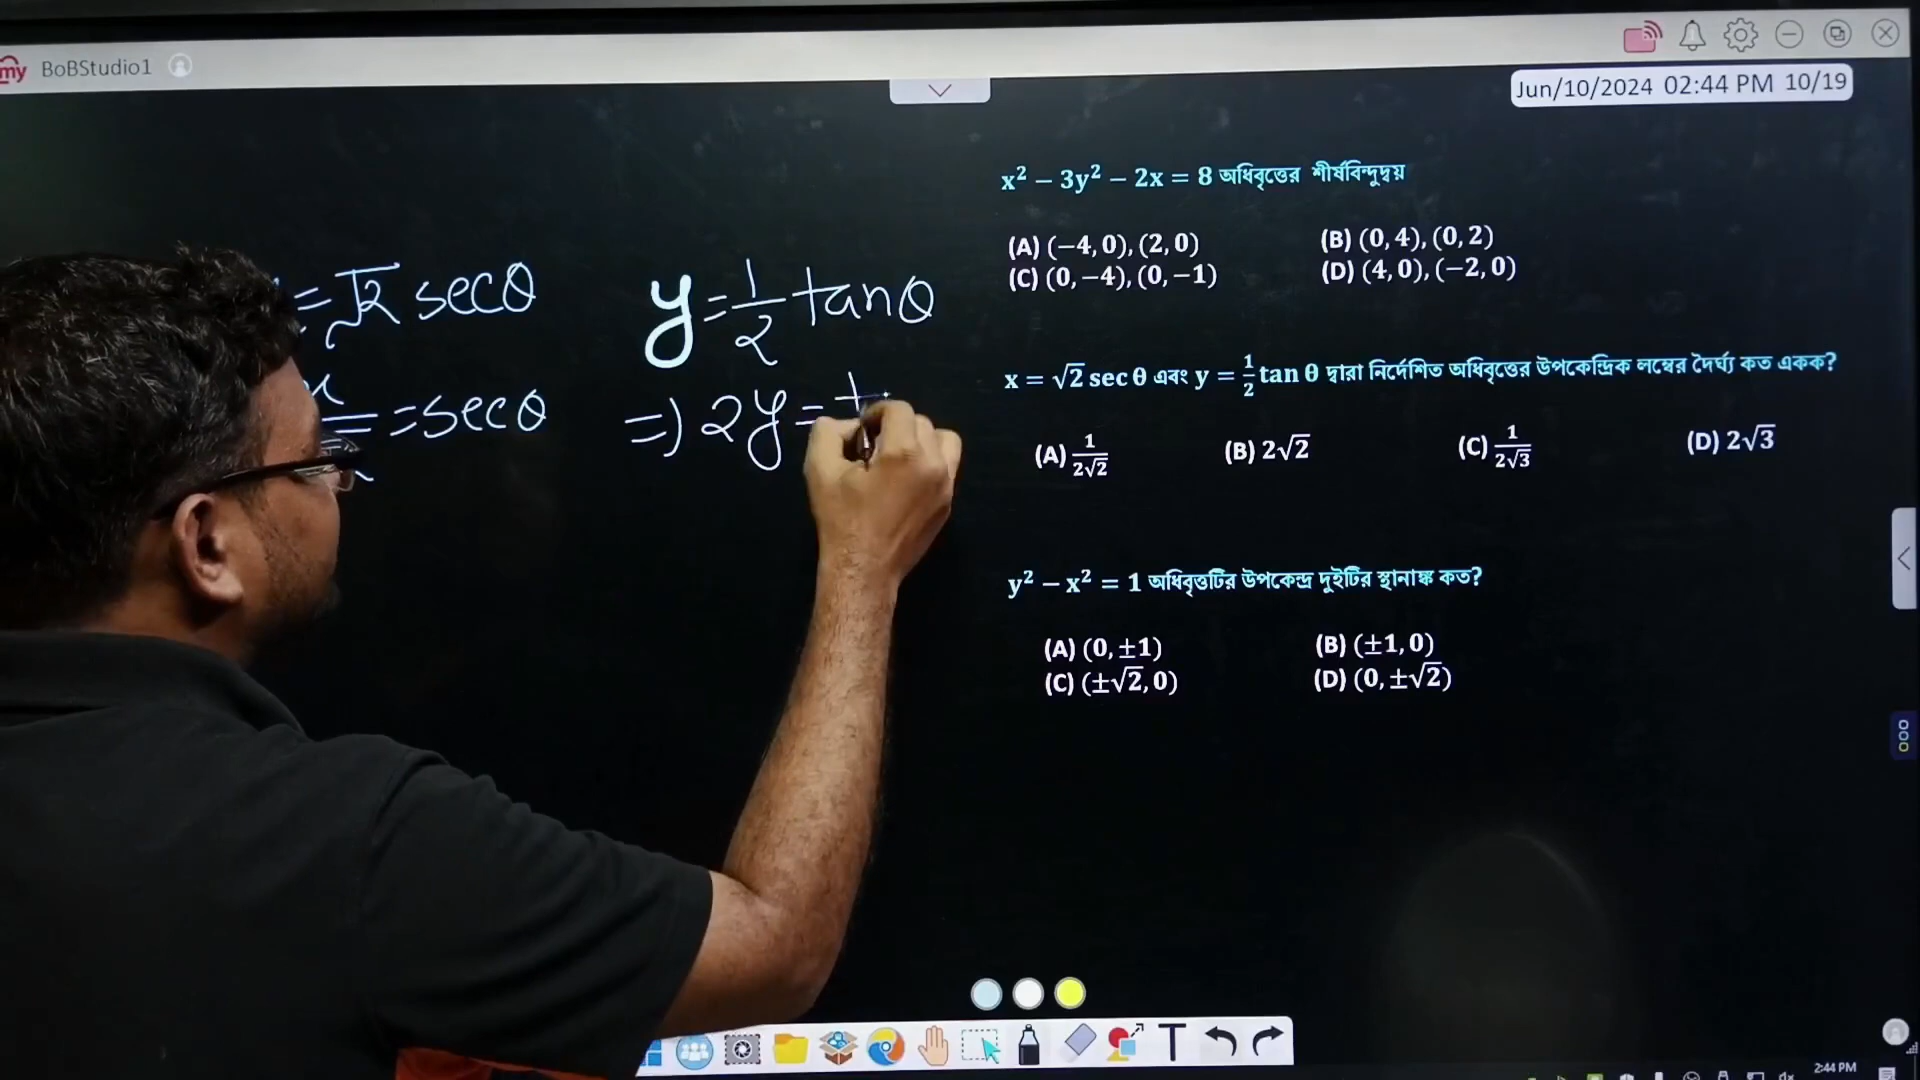 my BoBStudio1
Jun/10/2024 02:44 PM 10/19
= √2 secθ
y = 1/2 tanθ
= secθ
⇒ 2y = t
x² − 3y² − 2x = 8 অধিবৃত্তের শীর্ষবিন্দুদ্বয়
(A) (−4, 0), (2, 0) (B) (0, 4), (0, 2)
(C) (0, −4), (0, −1) (D) (4, 0), (−2, 0)
x = √2 sec θ এবং y = 1/2 tan θ দ্বারা নির্দেশিত অধিবৃত্তের উপকেন্দ্রিক লম্বের দৈর্ঘ্য কত একক?
(A) 1/2√2 (B) 2√2 (C) 1/2√3 (D) 2√3
y² − x² = 1 অধিবৃত্তটির উপকেন্দ্র দুইটির স্থানাঙ্ক কত?
(A) (0, ±1) (B) (±1, 0)
(C) (±√2, 0) (D) (0, ±√2)
T
2:44 PM